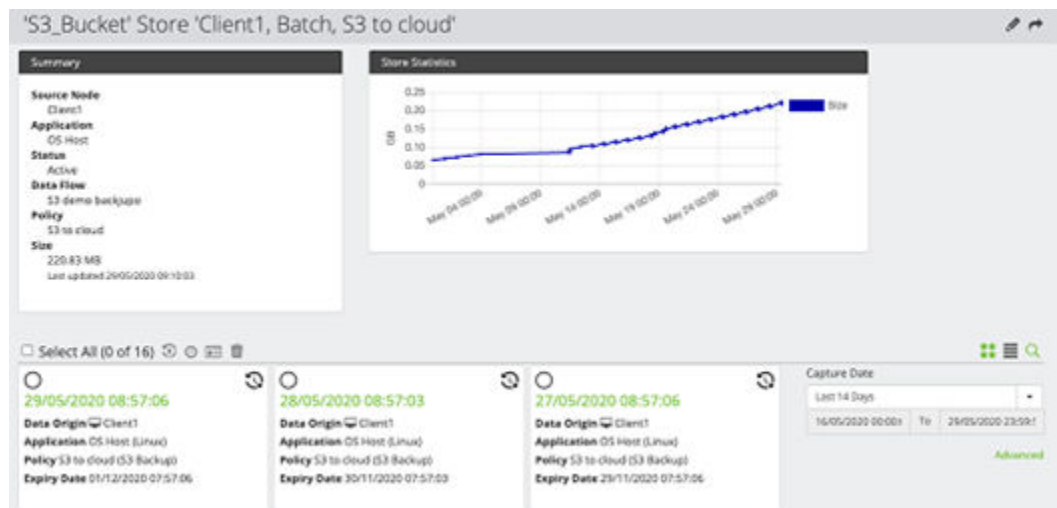 'S3_Bucket' Store 'Client1, Batch, S3 to cloud'
Summary
Source Node
Client1
Application
OS Host
Status
Active
Data Flow
S3 demo backjupo
Policy
S3 to cloud
Size
220.83 MB
Last updated 29/05/2020 09:10:03
Store Statistics
0.25
0.20
0.15
0.10
0.05
0
GB
May 04 00:00
May 09 00:00
May 14 00:00
May 19 00:00
May 24 00:00
May 29 00:00
Size
Select All (0 of 16)
29/05/2020 08:57:06
Data Origin Client1
Application OS Host (Linux)
Policy S3 to cloud (S3 Backup)
Expiry Date 01/12/2020 07:57:06
28/05/2020 08:57:03
Data Origin Client1
Application OS Host (Linux)
Policy S3 to cloud (S3 Backup)
Expiry Date 30/11/2020 07:57:03
27/05/2020 08:57:06
Data Origin Client1
Application OS Host (Linux)
Policy S3 to cloud (S3 Backup)
Expiry Date 29/11/2020 07:57:06
Capture Date
Last 14 Days
16/05/2020 00:00: To 29/05/2020 23:59:
Advanced